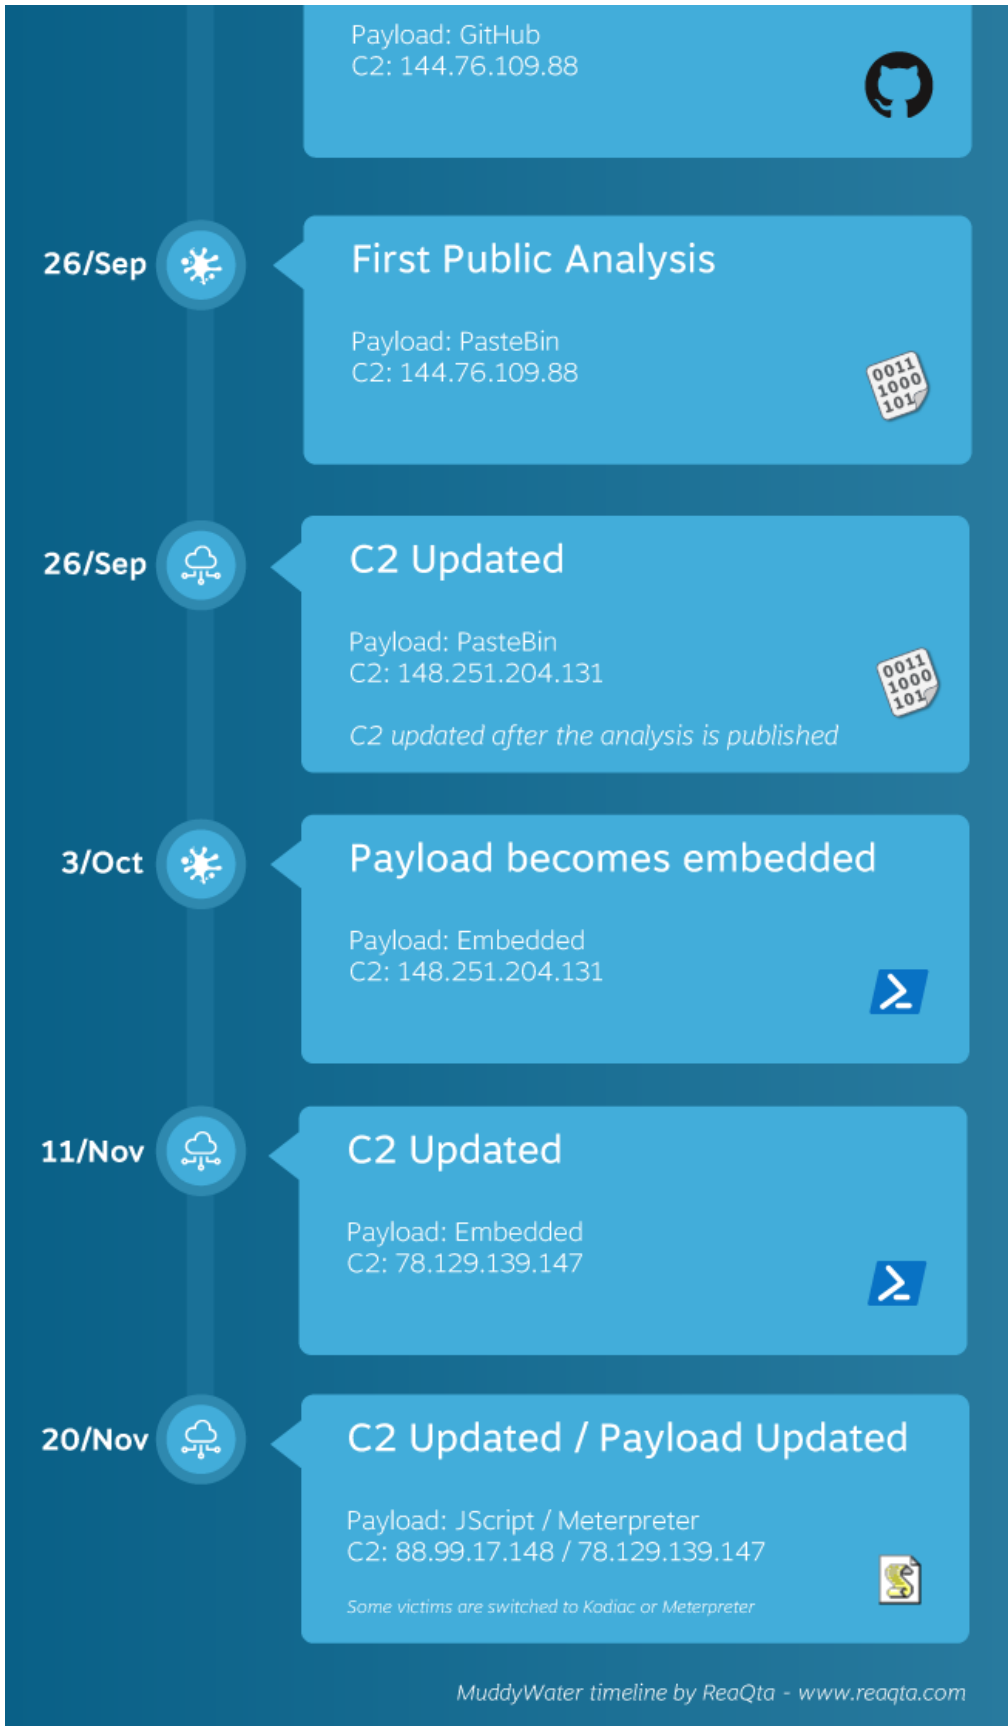 Payload: GitHub
C2: 144.76.109.88
26/Sep
First Public Analysis
Payload: PasteBin
C2: 144.76.109.88
0011
1000
101
26/Sep
C2 Updated
Payload: PasteBin
C2: 148.251.204.131
0011
1000
101
C2 updated after the analysis is published
3/Oct
Payload becomes embedded
Payload: Embedded
C2: 148.251.204.131
11/Nov
C2 Updated
Payload: Embedded
C2: 78.129.139.147
20/Nov
C2 Updated / Payload Updated
Payload: JScript / Meterpreter
C2: 88.99.17.148 / 78.129.139.147
Some victims are switched to Kodiac or Meterpreter
MuddyWater timeline by ReaQta - www.reaqta.com